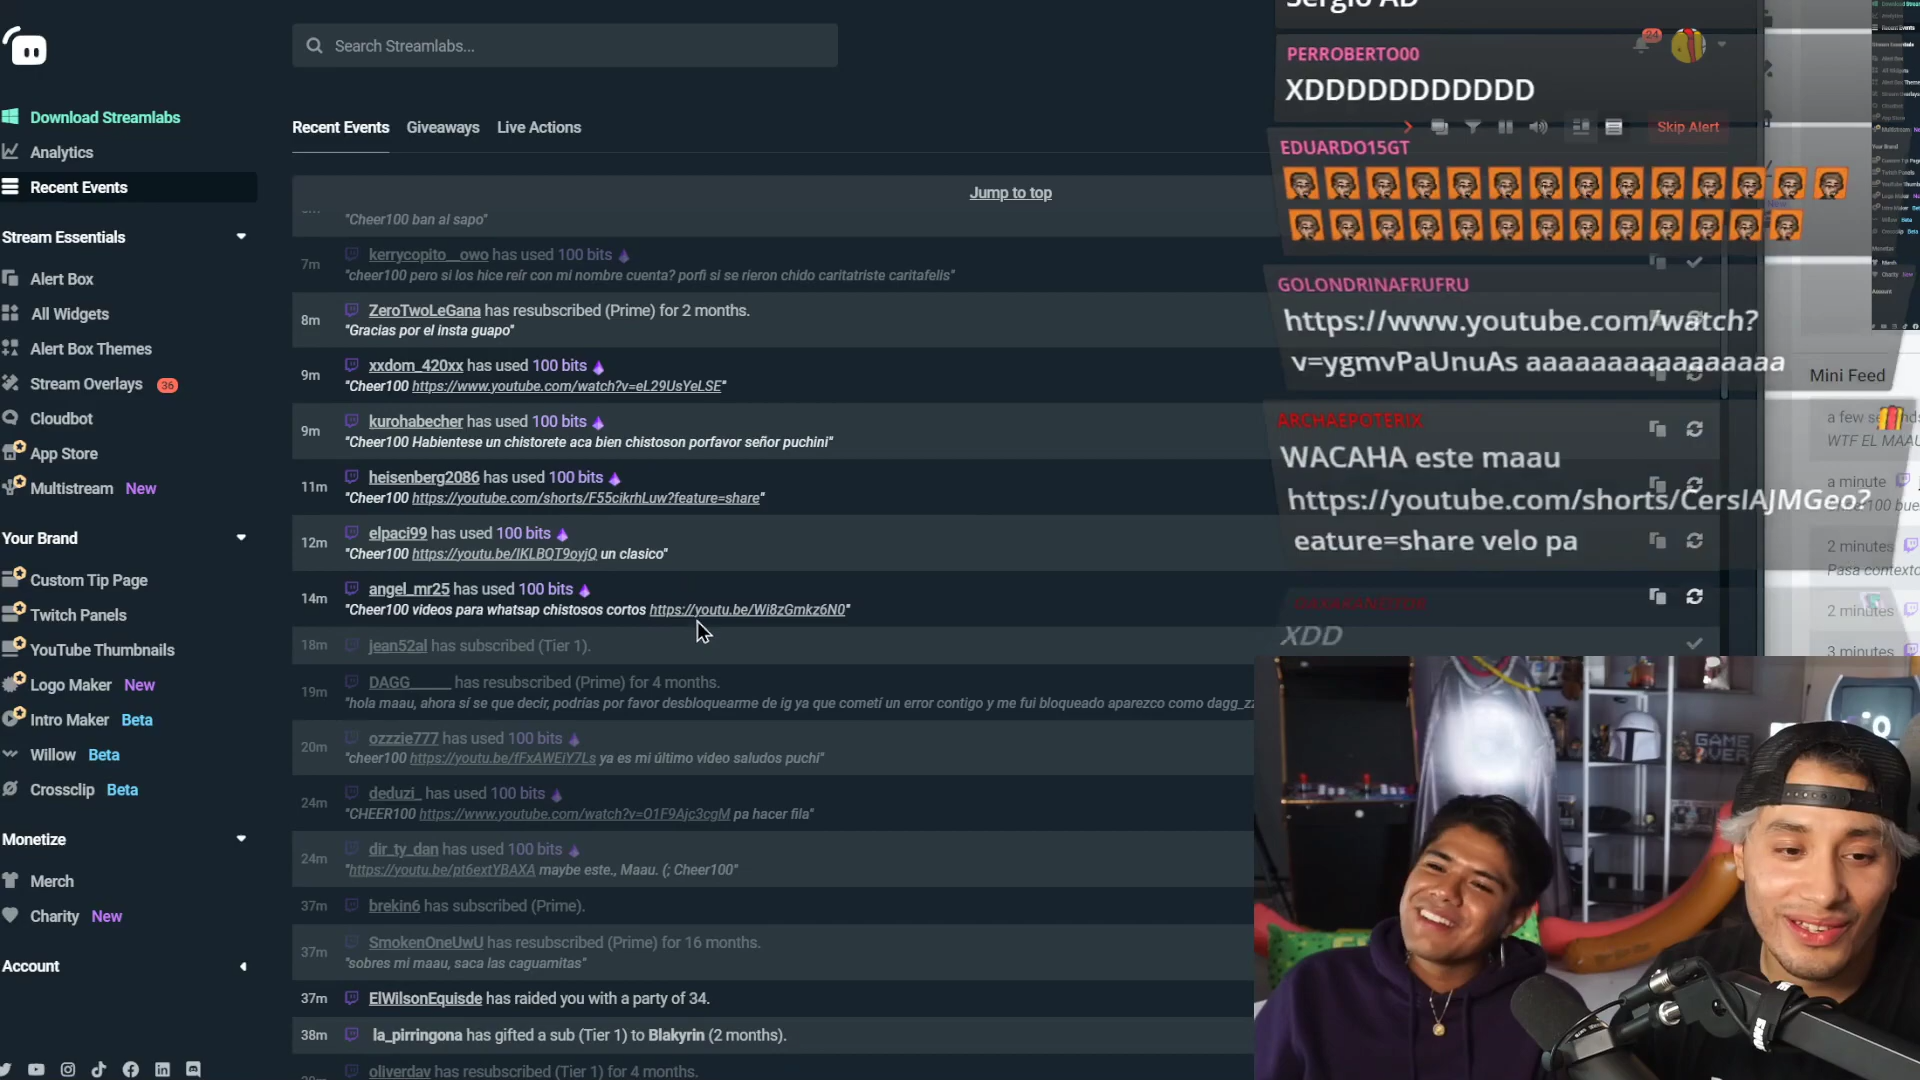 Search Streamlabs...
Download Streamlabs
Analytics
Recent Events
Stream Essentials
Alert Box
All Widgets
Alert Box Themes
Stream Overlays 36
Cloudbot
App Store
Multistream New
Your Brand
Custom Tip Page
Twitch Panels
YouTube Thumbnails
Logo Maker New
Intro Maker Beta
Willow Beta
Crossclip Beta
Monetize
Merch
Charity New
Account
Recent Events Giveaways Live Actions
Jump to top
"Cheer100 ban al sapo"
7m kerrycopito__owo has used 100 bits
"cheer100 pero si los hice reír con mi nombre cuenta? porfi si se rieron chido caritatriste caritafelis"
8m ZeroTwoLeGana has resubscribed (Prime) for 2 months.
"Gracias por el insta guapo"
9m xxdom_420xx has used 100 bits
"Cheer100 https://www.youtube.com/watch?v=eL29UsYeLSE"
9m kurohabecher has used 100 bits
"Cheer100 Habientese un chistorete aca bien chistoson porfavor señor puchini"
11m heisenberg2086 has used 100 bits
"Cheer100 https://youtube.com/shorts/F55cikrhLuw?feature=share"
12m elpaci99 has used 100 bits
"Cheer100 https://youtu.be/IKLBQT9oyjQ un clasico"
14m angel_mr25 has used 100 bits
"Cheer100 videos para whatsap chistosos cortos https://youtu.be/Wi8zGmkz6N0"
18m jean52al has subscribed (Tier 1).
19m DAGG_____ has resubscribed (Prime) for 4 months.
"hola maau, ahora sí se que decir, podrías por favor desbloquearme de ig ya que cometí un error contigo y me fui bloqueado aparezco como dagg_zz
20m ozzzie777 has used 100 bits
"cheer100 https://youtu.be/fFxAWEiY7Ls ya es mi último video saludos puchi"
24m deduzi_ has used 100 bits
"CHEER100 https://www.youtube.com/watch?v=O1F9Ajc3cgM pa hacer fila"
24m dir_ty_dan has used 100 bits
"https://youtu.be/pt6extYBAXA maybe este., Maau. (; Cheer100"
37m brekin6 has subscribed (Prime).
37m SmokenOneUwU has resubscribed (Prime) for 16 months.
"sobres mi maau, saca las caguamitas"
37m ElWilsonEquisde has raided you with a party of 34.
38m la_pirringona has gifted a sub (Tier 1) to Blakyrin (2 months).
oliverday has resubscribed (Tier 1) for 4 months.
Sergio AD
24
PERROBERTO00
XDDDDDDDDDDD
Skip Alert
EDUARDO15GT
GOLONDRINAFRUFRU
https://www.youtube.com/watch?
v=ygmvPaUnuAs aaaaaaaaaaaaaaaa
ARCHAEPOTERIX
WACAHA este maau
https://youtube.com/shorts/CersIAJMGeo?
eature=share velo pa
XDD
Mini Feed
a few seconds
WTF EL MAAU
a minute
2 minutes
Pasa contexto
2 minutes
3 minutes
GAME
OVER